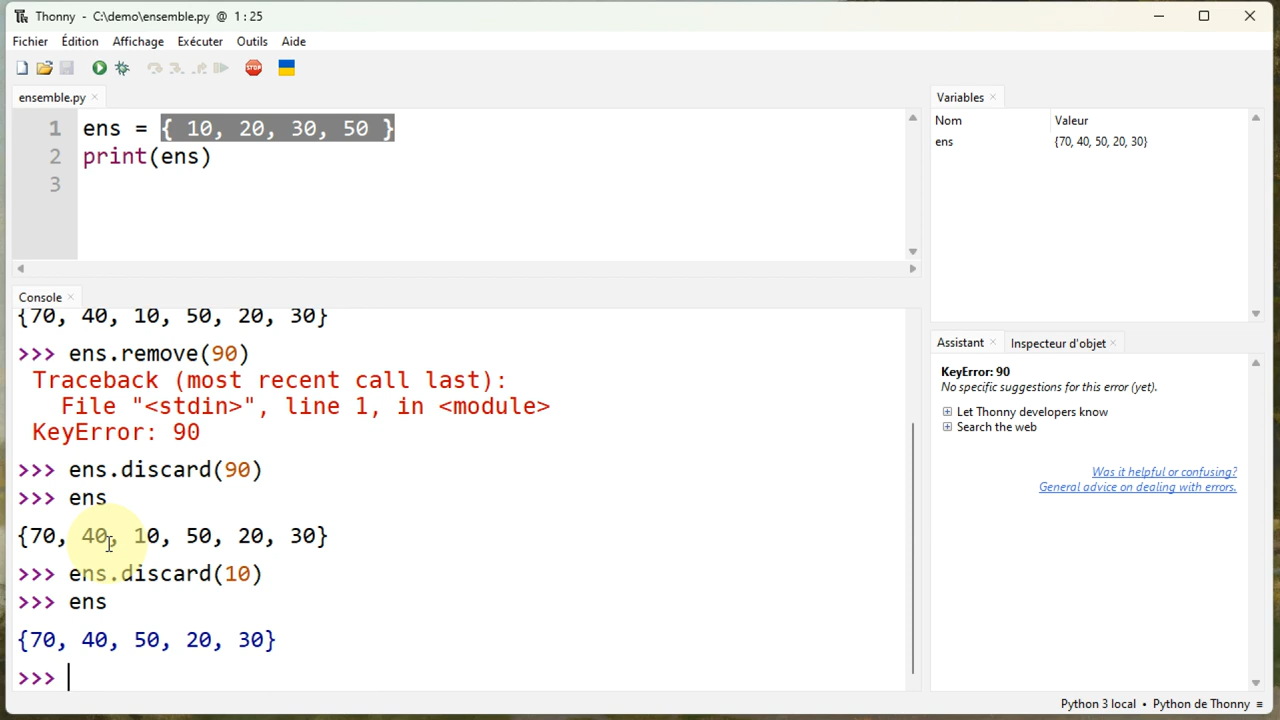 Thonny - C:\demo\ensemble.py @ 1 : 25
Fichier Édition Affichage Exécuter Outils Aide
STOP
ensemble.py ×
1 ens = { 10, 20, 30, 50 }
2 print(ens)
3
Variables ×
Nom Valeur
ens {70, 40, 50, 20, 30}
Console ×
{70, 40, 10, 50, 20, 30}
>>> ens.remove(90)
Traceback (most recent call last):
File "<stdin>", line 1, in <module>
KeyError: 90
>>> ens.discard(90)
>>> ens
{70, 40, 10, 50, 20, 30}
>>> ens.discard(10)
>>> ens
{70, 40, 50, 20, 30}
>>>
Assistant × Inspecteur d'objet ×
KeyError: 90
No specific suggestions for this error (yet).
Let Thonny developers know
Search the web
Was it helpful or confusing?
General advice on dealing with errors.
Python 3 local • Python de Thonny ≡